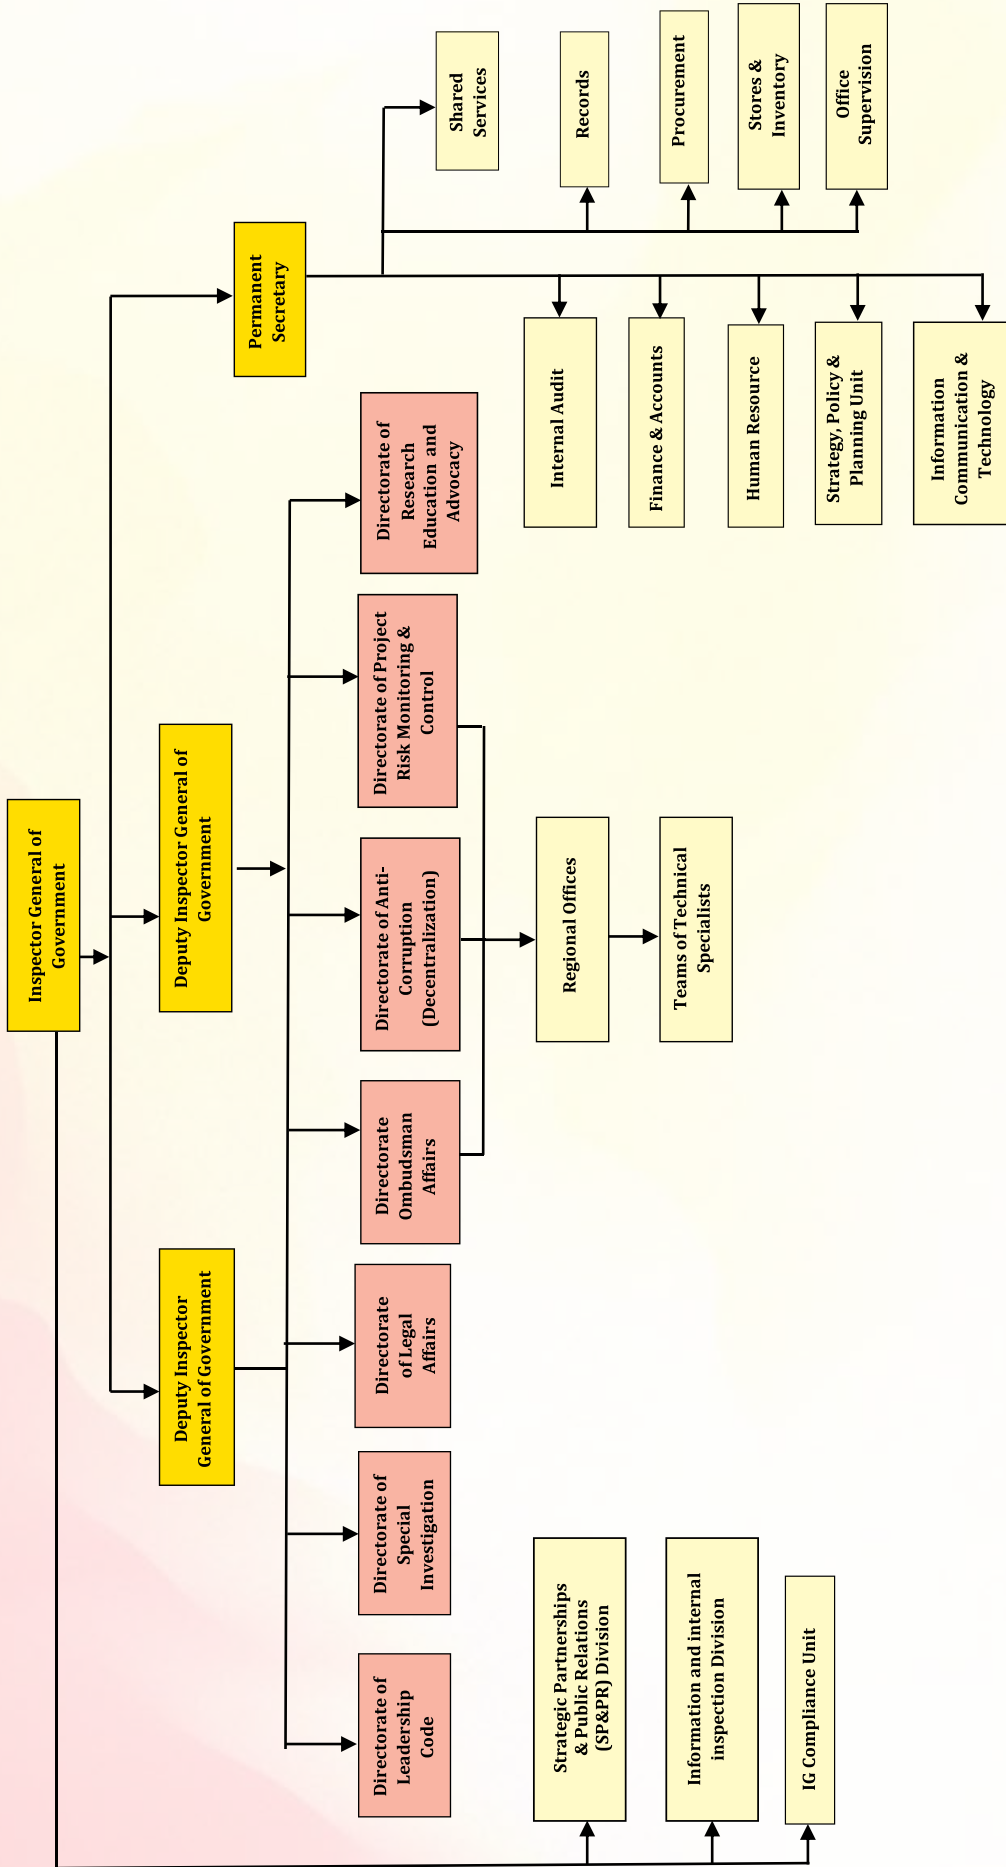 Inspector General of
Government
Deputy Inspector
General of Government
Deputy Inspector General of
Government
Permanent
Secretary
Directorate of
Leadership
Code
Directorate of
Special
Investigation
Directorate
of Legal
Affairs
Directorate
Ombudsman
Affairs
Directorate of Anti-
Corruption
(Decentralization)
Directorate of Project
Risk Monitoring &
Control
Directorate of
Research
Education and
Advocacy
Shared
Services
Strategic Partnerships
& Public Relations
(SP&PR) Division
Regional Offices
Internal Audit
Records
Information and internal
inspection Division
Teams of Technical
Specialists
Finance & Accounts
Procurement
IG Compliance Unit
Human Resource
Stores &
Inventory
Strategy, Policy &
Planning Unit
Office
Supervision
Information
Communication &
Technology